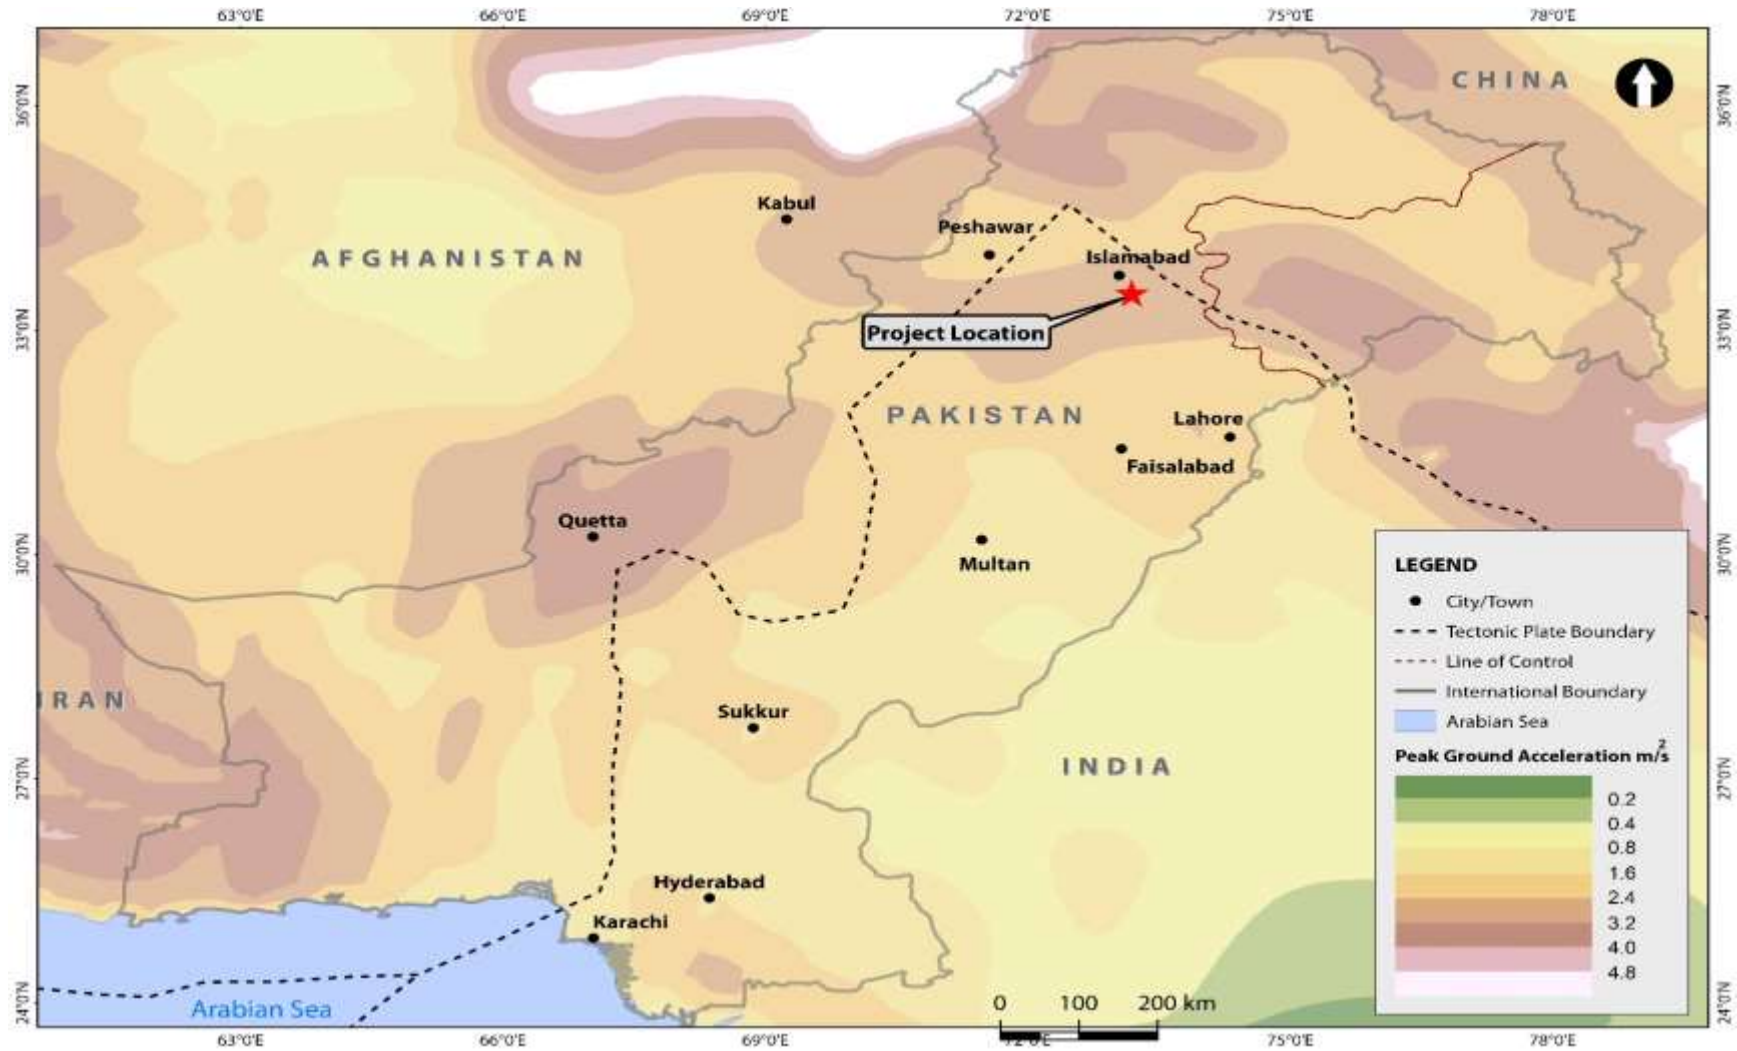 63°0'E 66°0'E 69°0'E 72°0'E 75°0'E 78°0'E
36°0'N
33°0'N
30°0'N
27°0'N
24°0'N
CHINA
Kabul
Peshawar
AFGHANISTAN
Islamabad
Project Location
PAKISTAN
Lahore
Faisalabad
Quetta
Multan
IRAN
Sukkur
INDIA
Hyderabad
Karachi
Arabian Sea
LEGEND
City/Town
Tectonic Plate Boundary
Line of Control
International Boundary
Arabian Sea
Peak Ground Acceleration m/s²
0.2
0.4
0.8
1.6
2.4
3.2
4.0
4.8
0 100 200 km
36°0'N
33°0'N
30°0'N
27°0'N
24°0'N
63°0'E 66°0'E 69°0'E 72°0'E 75°0'E 78°0'E